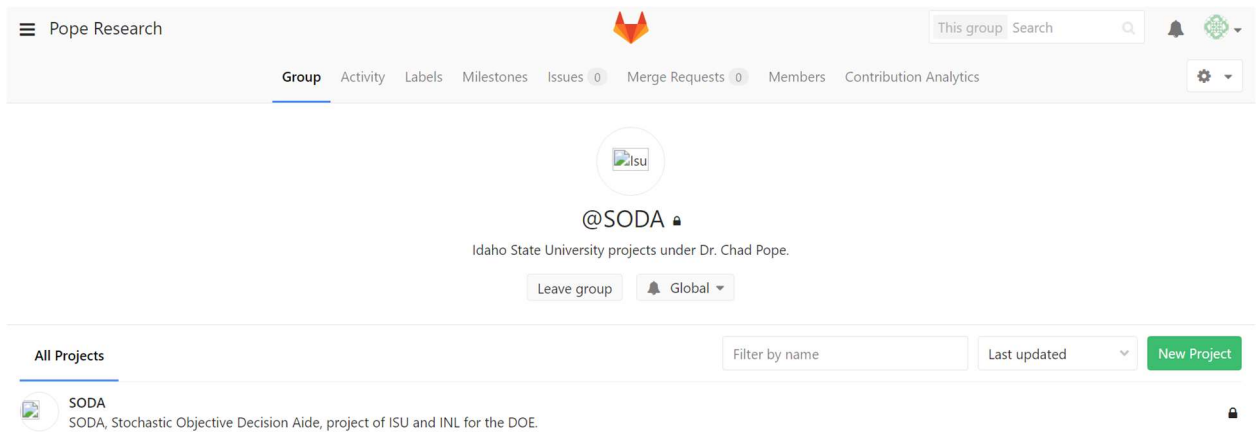 Pope Research
This group Search
Group Activity Labels Milestones Issues 0 Merge Requests 0 Members Contribution Analytics
Isu
@SODA
Idaho State University projects under Dr. Chad Pope.
Leave group Global
All Projects Filter by name Last updated New Project
SODA
SODA, Stochastic Objective Decision Aide, project of ISU and INL for the DOE.